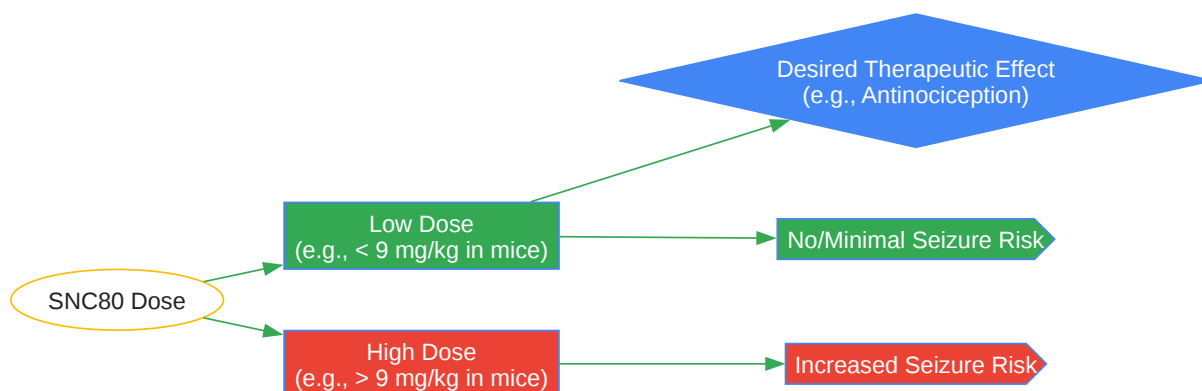 Desired Therapeutic Effect
(e.g., Antinociception)
Low Dose
(e.g., < 9 mg/kg in mice)
No/Minimal Seizure Risk
SNC80 Dose
High Dose
(e.g., > 9 mg/kg in mice)
Increased Seizure Risk